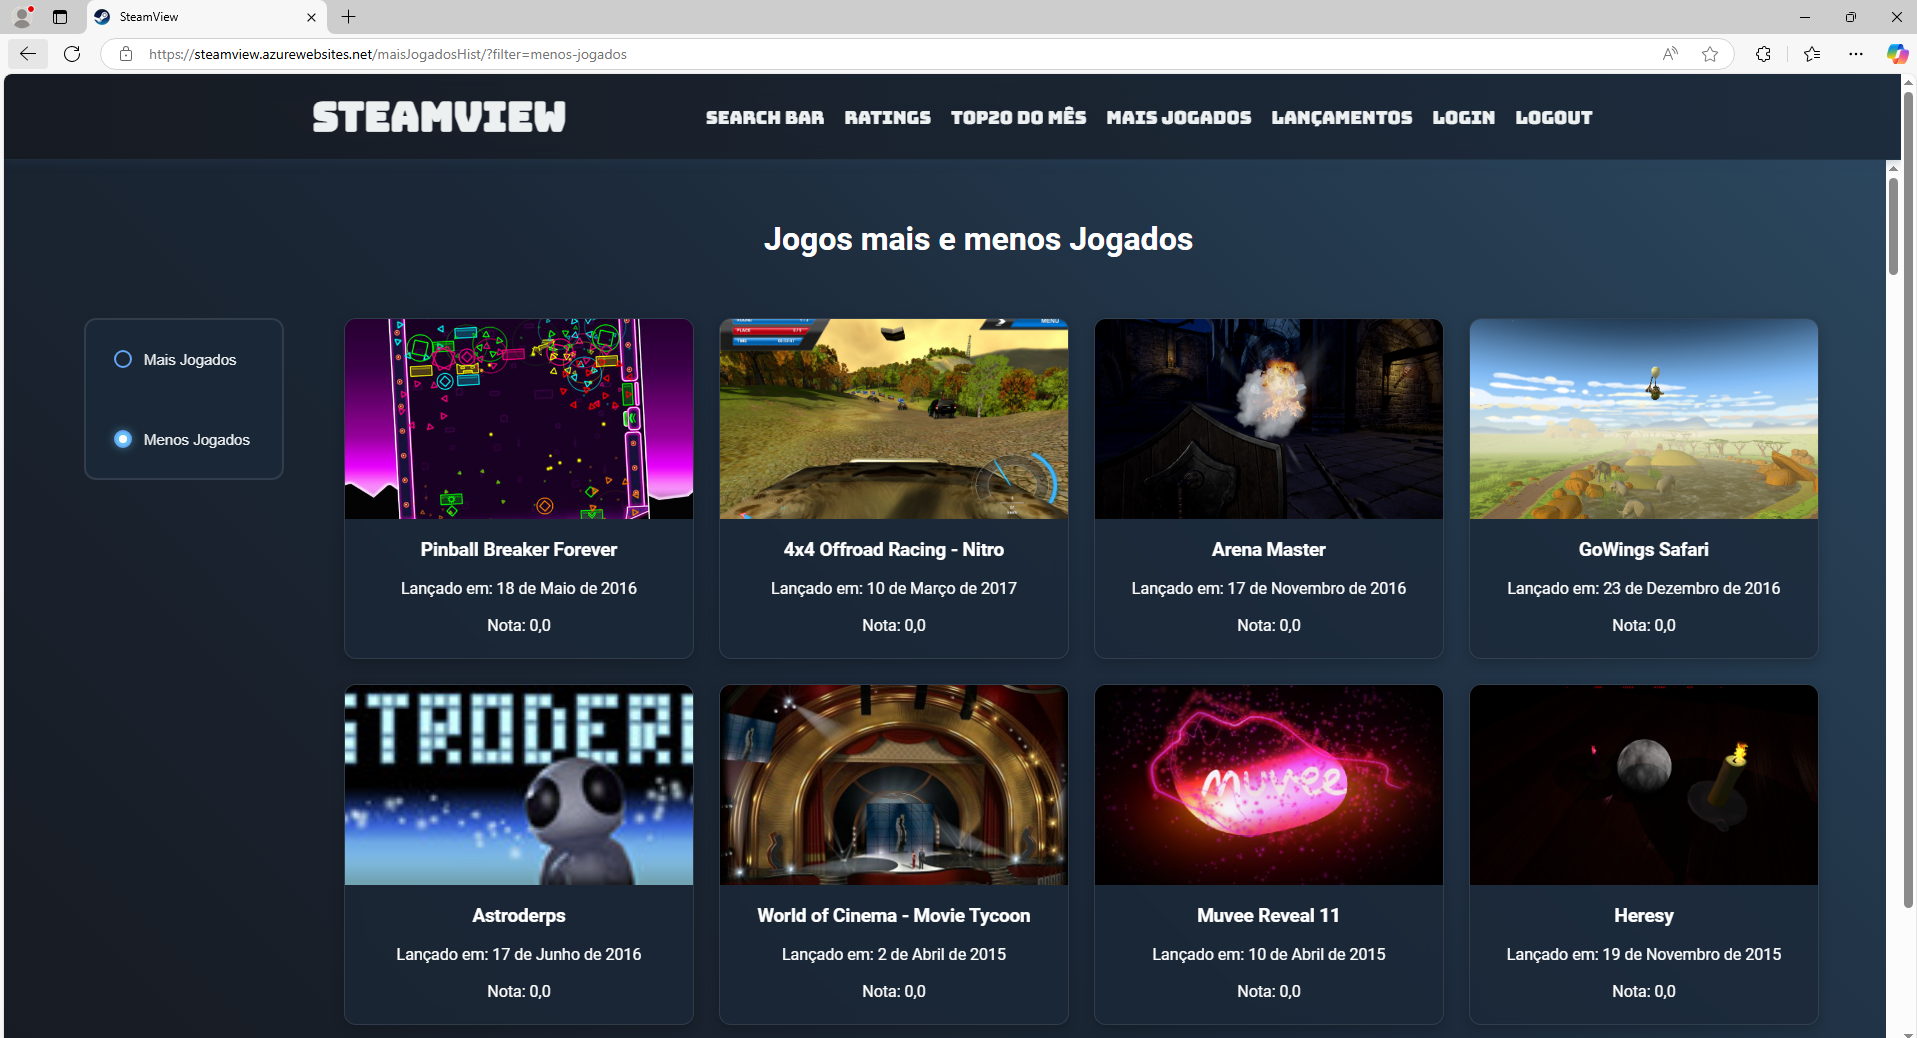 SteamView
https://steamview.azurewebsites.net/maisJogadosHist/?filter=menos-jogados
STEAMVIEW
SEARCH BAR RATINGS TOP20 DO MÊS MAIS JOGADOS LANÇAMENTOS LOGIN LOGOUT
Jogos mais e menos Jogados
Mais Jogados
Menos Jogados
MENU
PLACE
TIME
Pinball Breaker Forever
Lançado em: 18 de Maio de 2016
Nota: 0,0
4x4 Offroad Racing - Nitro
Lançado em: 10 de Março de 2017
Nota: 0,0
Arena Master
Lançado em: 17 de Novembro de 2016
Nota: 0,0
GoWings Safari
Lançado em: 23 de Dezembro de 2016
Nota: 0,0
STRODER
muvee
Astroderps
Lançado em: 17 de Junho de 2016
Nota: 0,0
World of Cinema - Movie Tycoon
Lançado em: 2 de Abril de 2015
Nota: 0,0
Muvee Reveal 11
Lançado em: 10 de Abril de 2015
Nota: 0,0
Heresy
Lançado em: 19 de Novembro de 2015
Nota: 0,0